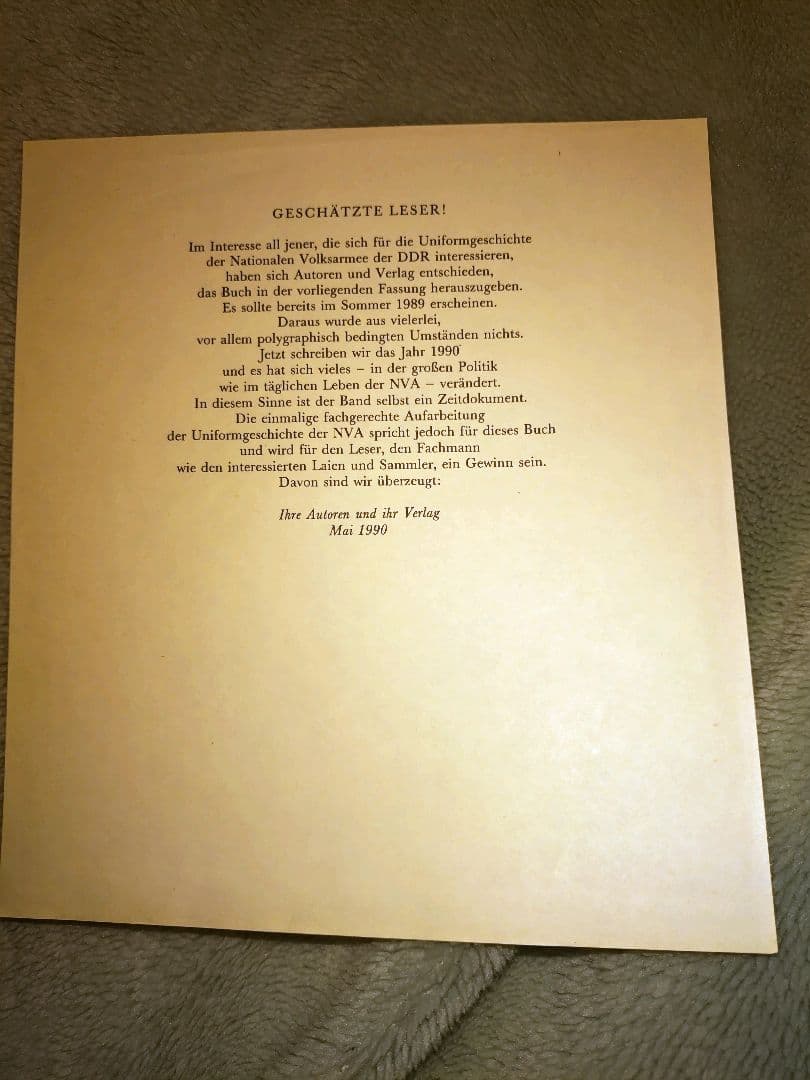 GESCHÄTZTE LESER!
Im Interesse all jener, die sich für die Uniformgeschichte
der Nationalen Volksarmee der DDR interessieren,
haben sich Autoren und Verlag entschieden,
das Buch in der vorliegenden Fassung herauszugeben.
Es sollte bereits im Sommer 1989 erscheinen.
Daraus wurde aus vielerlei,
vor allem polygraphisch bedingten Umständen nichts.
Jetzt schreiben wir das Jahr 1990
und es hat sich vieles – in der großen Politik
wie im täglichen Leben der NVA – verändert.
In diesem Sinne ist der Band selbst ein Zeitdokument.
Die einmalige fachgerechte Aufarbeitung
der Uniformgeschichte der NVA spricht jedoch für dieses Buch
und wird für den Leser, den Fachmann
wie den interessierten Laien und Sammler, ein Gewinn sein.
Davon sind wir überzeugt:
Ihre Autoren und ihr Verlag
Mai 1990